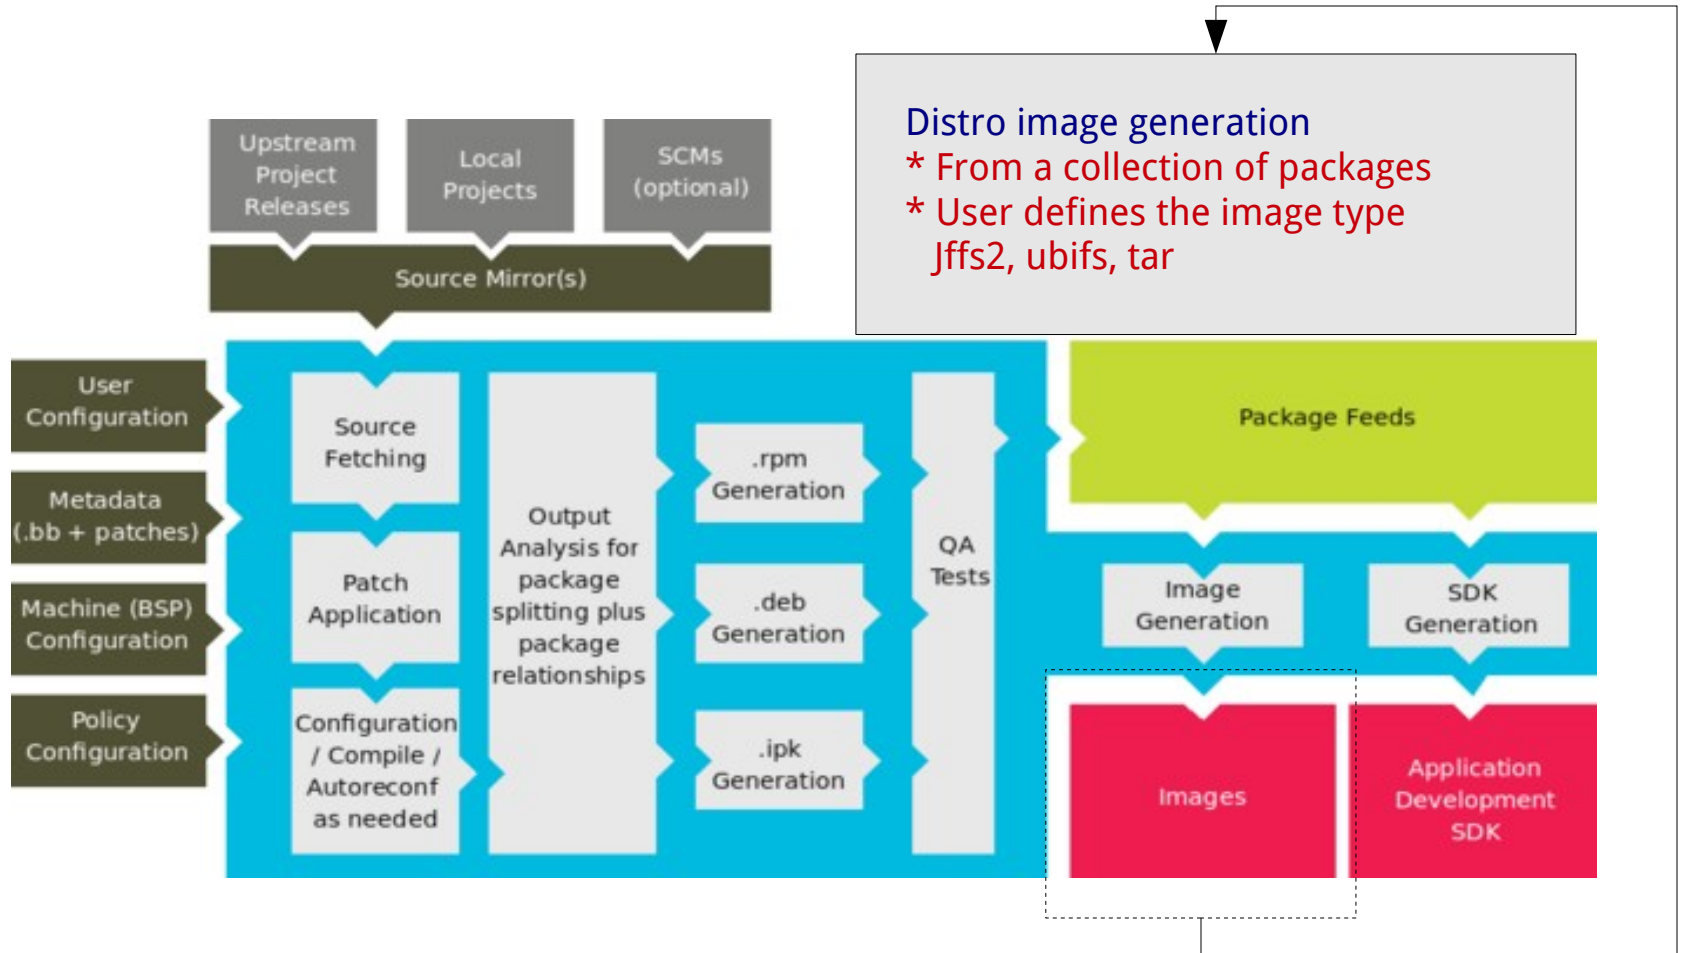 Distro image generation
* From a collection of packages
* User defines the image type
Jffs2, ubifs, tar
Upstream
Project
Releases
Local
Projects
SCMs
(optional)
Source Mirror(s)
User
Configuration
Metadata
(.bb + patches)
Machine (BSP)
Configuration
Policy
Configuration
Source
Fetching
Patch
Application
Configuration
/ Compile /
Autoreconf
as needed
Output
Analysis for
package
splitting plus
package
relationships
.rpm
Generation
.deb
Generation
.ipk
Generation
QA
Tests
Package Feeds
Image
Generation
SDK
Generation
Images
Application
Development
SDK